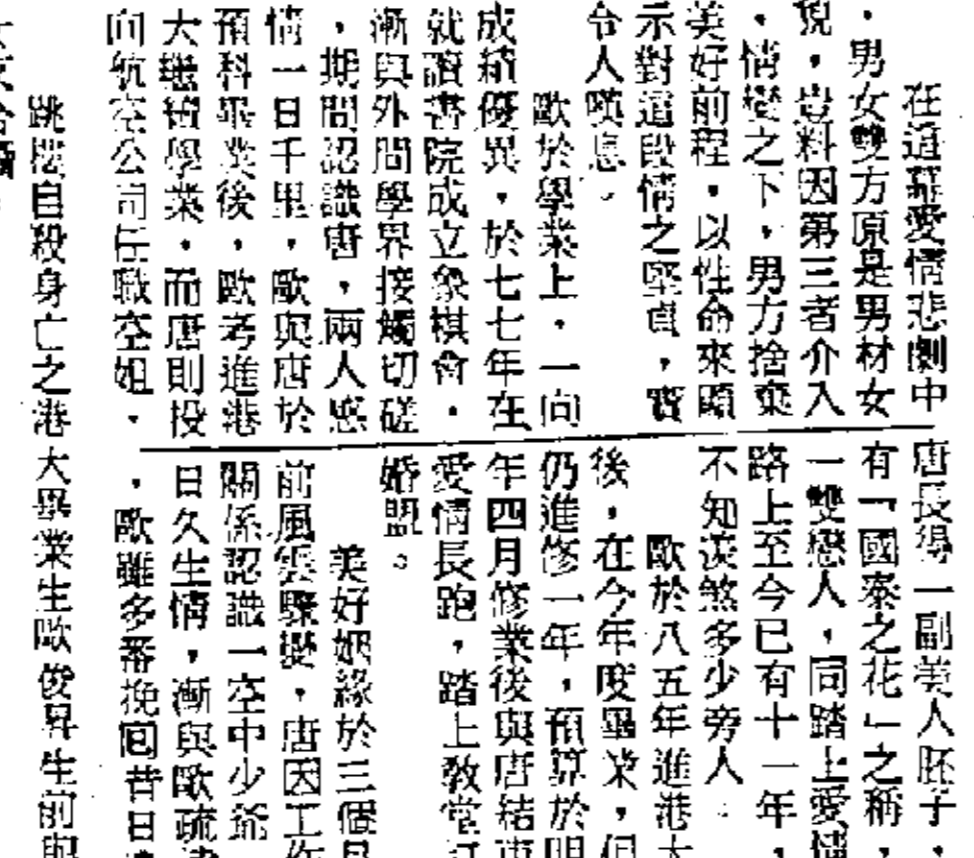 在這幕愛情悲劇中
，男女雙方原是男材女
貌，豈料因第三者介入
，情變之下，男方捨棄
美好前程，以性命來顯
示對這段情之堅貞，實
令人嘆息。
歐於學業上，一向
成績優異，於七七年在
就讀書院成立象棋會，
漸與外間學界接觸切磋
，期間認識唐，兩人感
情一日千里，歐與唐於
預科畢業後，歐考進港
大繼續學業，而唐則投
向航空公司任職空姐，
唐長得一副美人胚子，
有「國泰之花」之稱，
一雙戀人，同踏上愛情
路上至今已有十一年，
不知羨煞多少旁人。
歐於八五年進港大
後，在今年度畢業，但
仍進修一年，預算於明
年四月修業後與唐結束
愛情長跑，踏上教堂
婚盟。
美好姻緣於三個月
前風雲驟變，唐因工作
關係認識一空中少爺
日久生情，漸與歐疏
，歐雖多番挽回昔日
跳樓自殺身亡之港大畢業生歐俊昇生前與